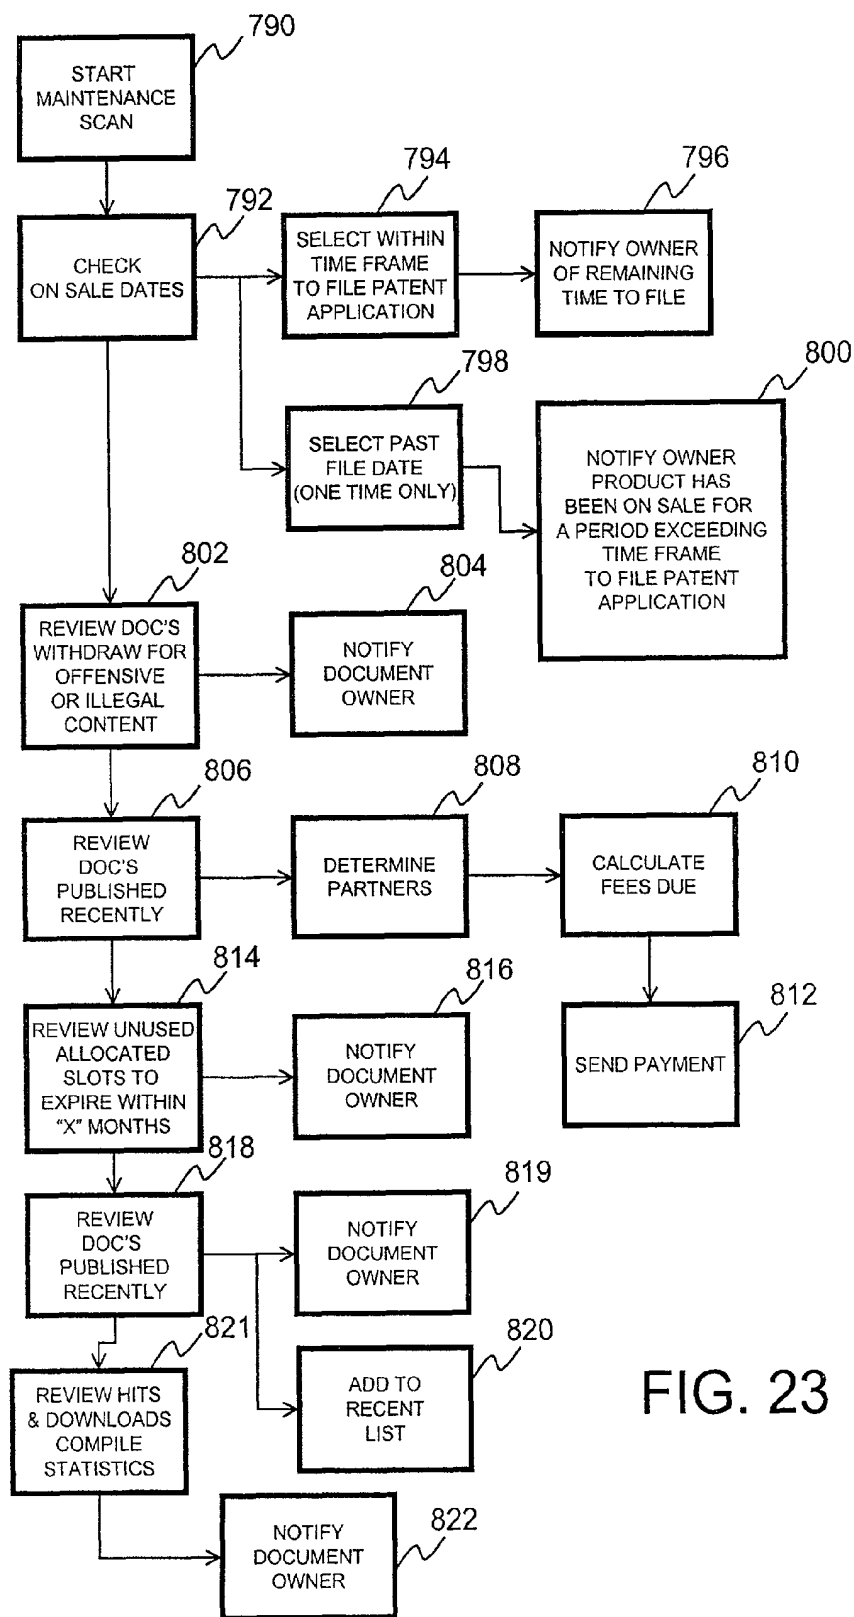 790
START
MAINTENANCE
SCAN
792
CHECK
ON SALE DATES
794
SELECT WITHIN
TIME FRAME
TO FILE PATENT
APPLICATION
796
NOTIFY OWNER
OF REMAINING
TIME TO FILE
798
SELECT PAST
FILE DATE
(ONE TIME ONLY)
800
NOTIFY OWNER
PRODUCT HAS
BEEN ON SALE FOR
A PERIOD EXCEEDING
TIME FRAME
TO FILE PATENT
APPLICATION
802
REVIEW DOC'S
WITHDRAW FOR
OFFENSIVE
OR ILLEGAL
CONTENT
804
NOTIFY
DOCUMENT
OWNER
806
REVIEW
DOC'S
PUBLISHED
RECENTLY
808
DETERMINE
PARTNERS
810
CALCULATE
FEES DUE
812
SEND PAYMENT
814
REVIEW UNUSED
ALLOCATED
SLOTS TO
EXPIRE WITHIN
"X" MONTHS
816
NOTIFY
DOCUMENT
OWNER
818
REVIEW
DOC'S
PUBLISHED
RECENTLY
819
NOTIFY
DOCUMENT
OWNER
820
ADD TO
RECENT
LIST
821
REVIEW HITS
& DOWNLOADS
COMPILE
STATISTICS
822
NOTIFY
DOCUMENT
OWNER
FIG. 23